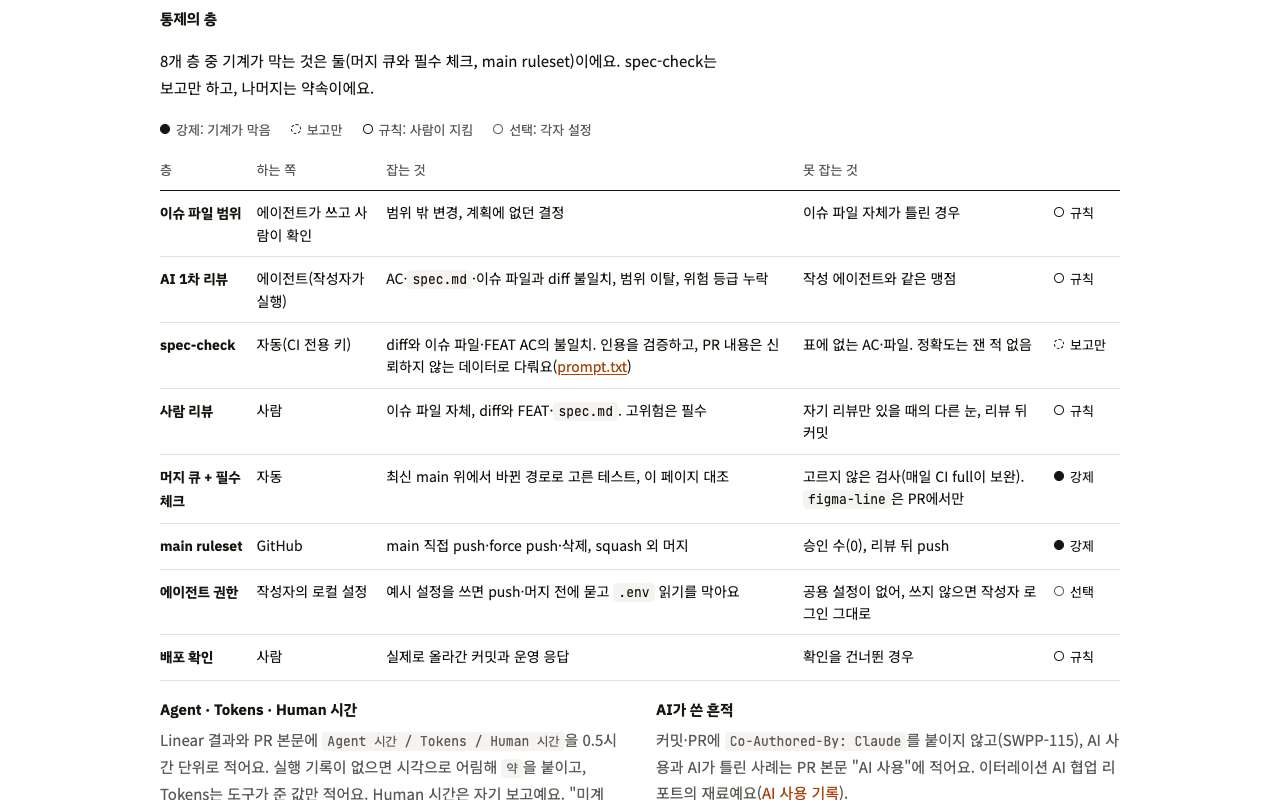 통제의 층
8개 층 중 기계가 막는 것은 둘(머지 큐와 필수 체크, main ruleset)이에요. spec-check는
보고만 하고, 나머지는 약속이에요.
강제: 기계가 막음 보고만 규칙: 사람이 지킴 선택: 각자 설정
층 하는 쪽 잡는 것 못 잡는 것
이슈 파일 범위 에이전트가 쓰고 사 범위 밖 변경, 계획에 없던 결정 이슈 파일 자체가 틀린 경우 규칙
람이 확인
AI 1차 리뷰 에이전트(작성자가 AC·spec.md·이슈 파일과 diff 불일치, 범위 이탈, 위험 등급 누락 작성 에이전트와 같은 맹점 규칙
실행)
spec-check 자동(CI 전용 키) diff와 이슈 파일·FEAT AC의 불일치. 인용을 검증하고, PR 내용은 신 표에 없는 AC·파일. 정확도는 잰 적 없음 보고만
뢰하지 않는 데이터로 다뤄요(prompt.txt)
사람 리뷰 사람 이슈 파일 자체, diff와 FEAT·spec.md. 고위험은 필수 자기 리뷰만 있을 때의 다른 눈, 리뷰 뒤 규칙
커밋
머지 큐 + 필수 자동 최신 main 위에서 바뀐 경로로 고른 테스트, 이 페이지 대조 고르지 않은 검사(매일 CI full이 보완). 강제
체크 figma-line은 PR에서만
main ruleset GitHub main 직접 push·force push·삭제, squash 외 머지 승인 수(0), 리뷰 뒤 push 강제
에이전트 권한 작성자의 로컬 설정 예시 설정을 쓰면 push·머지 전에 묻고 .env 읽기를 막아요 공용 설정이 없어, 쓰지 않으면 작성자 로 선택
그인 그대로
배포 확인 사람 실제로 올라간 커밋과 운영 응답 확인을 건너뛴 경우 규칙
Agent · Tokens · Human 시간
Linear 결과와 PR 본문에 Agent 시간 / Tokens / Human 시간을 0.5시
간 단위로 적어요. 실행 기록이 없으면 시각으로 어림해 약을 붙이고,
Tokens는 도구가 준 값만 적어요. Human 시간은 자기 보고예요. "미계
AI가 쓴 흔적
커밋·PR에 Co-Authored-By: Claude를 붙이지 않고(SWPP-115), AI 사
용과 AI가 틀린 사례는 PR 본문 "AI 사용"에 적어요. 이터레이션 AI 협업 리
포트의 재료예요(AI 사용 기록).